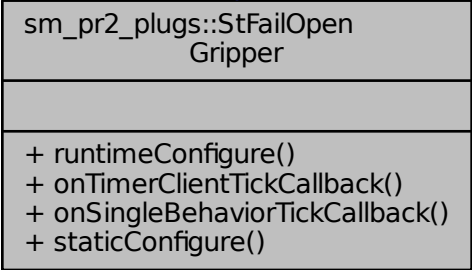 sm_pr2_plugs::StFailOpen
Gripper
+ runtimeConfigure()
+ onTimerClientTickCallback()
+ onSingleBehaviorTickCallback()
+ staticConfigure()